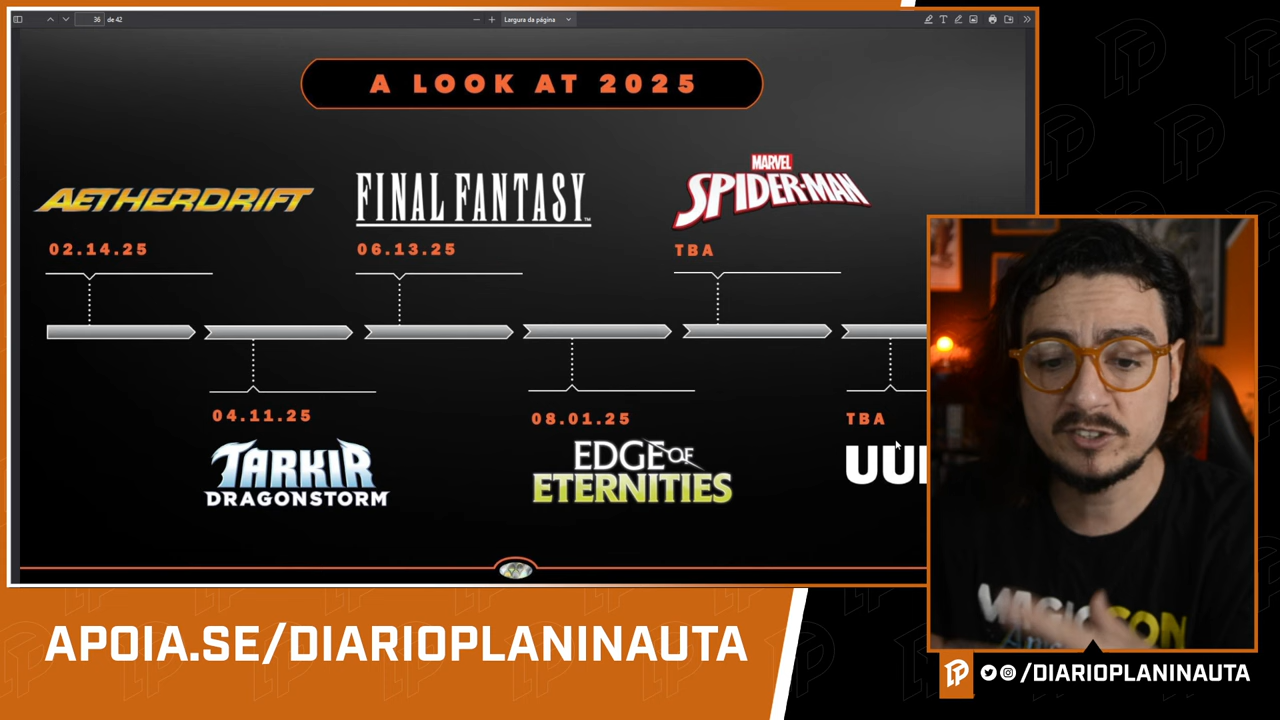 36 de 42
Largura da página
A LOOK AT 2025
AETHERDRIFT
02.14.25
FINAL FANTASY
06.13.25
MARVEL
SPIDER-MAN
TBA
04.11.25
TARKIR
DRAGONSTORM
08.01.25
EDGE OF
ETERNITIES
TBA
APOIA.SE/DIARIOPLANINAUTA
/DIARIOPLANINAUTA